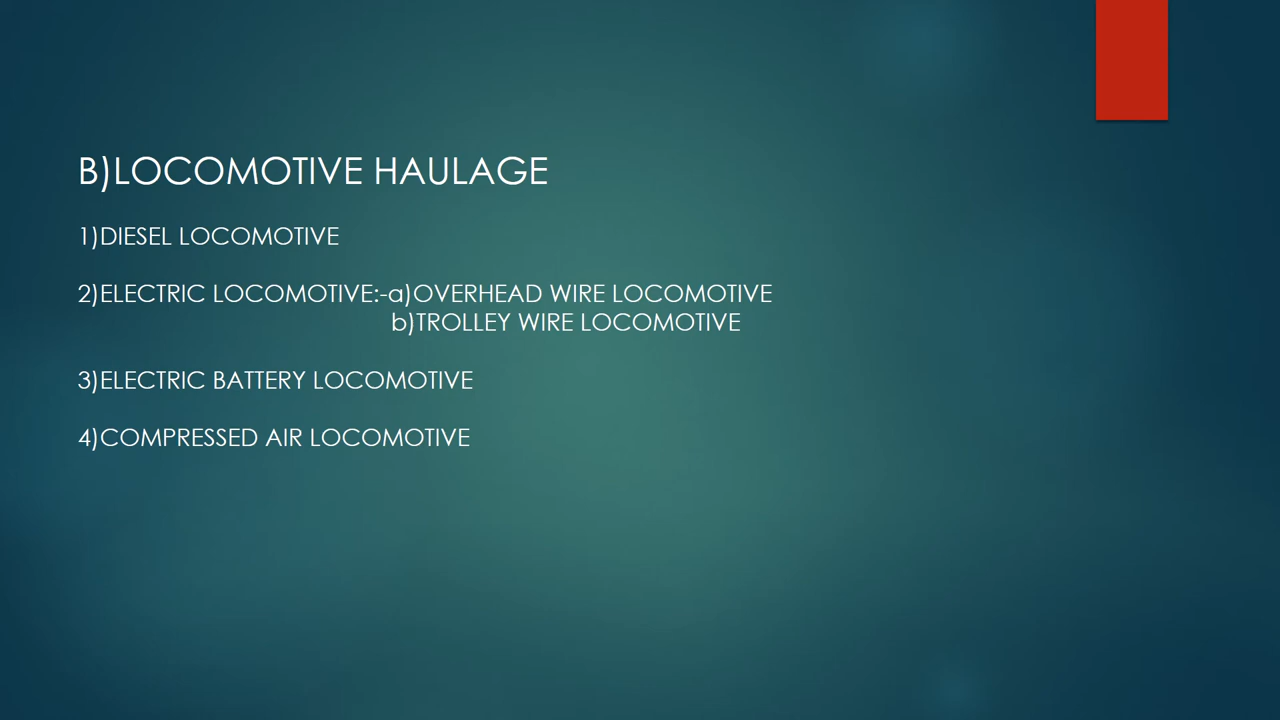 B)LOCOMOTIVE HAULAGE
1)DIESEL LOCOMOTIVE
2)ELECTRIC LOCOMOTIVE:-a)OVERHEAD WIRE LOCOMOTIVE
b)TROLLEY WIRE LOCOMOTIVE
3)ELECTRIC BATTERY LOCOMOTIVE
4)COMPRESSED AIR LOCOMOTIVE